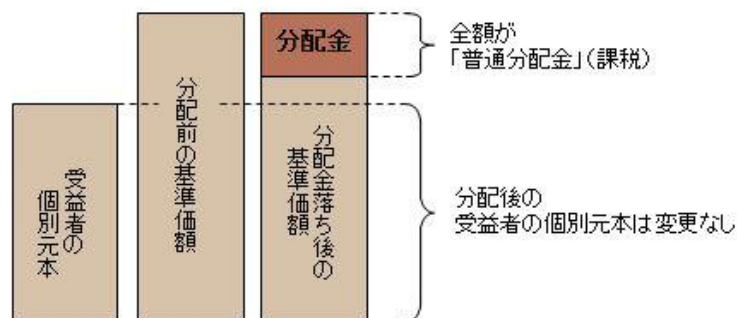 分配金
全額が
「普通分配金」(課税)
受益者の
個別元本
分配前の基準価額
分配金落ち後の
基準価額
分配後の
受益者の個別元本は変更なし